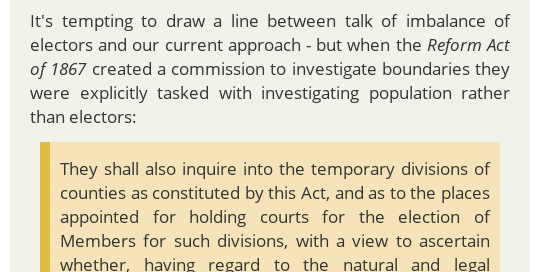 It's tempting to draw a line between talk of imbalance of
electors and our current approach - but when the Reform Act
of 1867 created a commission to investigate boundaries they
were explicitly tasked with investigating population rather
than electors:
They shall also inquire into the temporary divisions of
counties as constituted by this Act, and as to the places
appointed for holding courts for the election of
Members for such divisions, with a view to ascertain
whether, having regard to the natural and legal